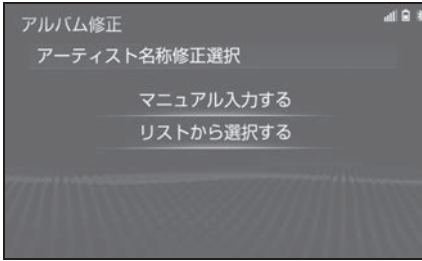 アルバム修正
アーティスト名称修正選択
マニュアル入力する
リストから選択する